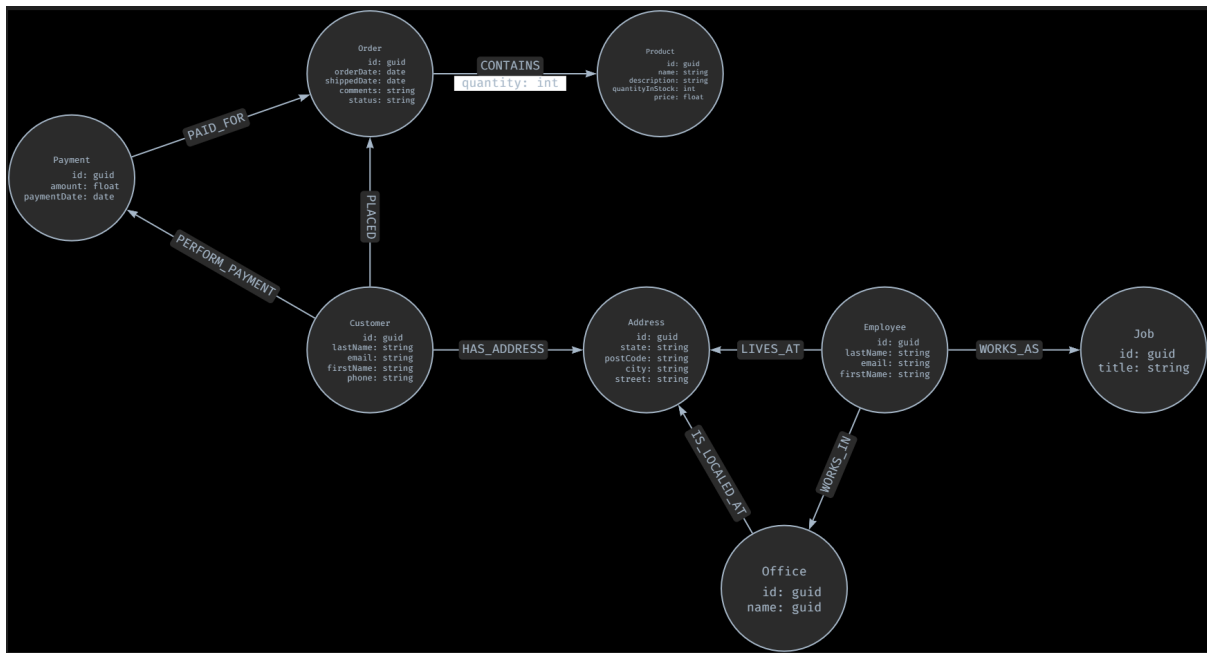 Order
id: guid
orderDate: date
shippedDate: date
comments: string
status: string
CONTAINS
quantity: int
Product
id: guid
name: string
description: string
quantityInStock: int
price: float
PAID_FOR
Payment
id: guid
amount: float
paymentDate: date
PLACED
PERFORM_PAYMENT
Customer
id: guid
lastName: string
email: string
firstName: string
phone: string
HAS_ADDRESS
Address
id: guid
state: string
postCode: string
city: string
street: string
LIVES_AT
Employee
id: guid
lastName: string
email: string
firstName: string
WORKS_AS
Job
id: guid
title: string
IS_LOCALED_AT
WORKS_IN
Office
id: guid
name: guid